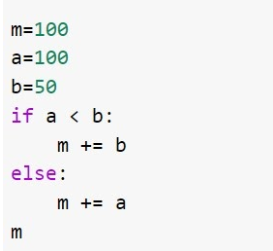 m=100
a=100
b=50
if a < b:
    m += b
else:
    m += a
m